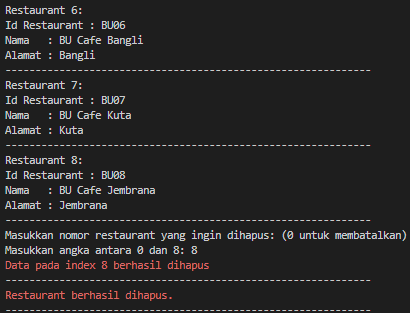 Restaurant 6:
Id Restaurant : BU06
Nama   : BU Cafe Bangli
Alamat : Bangli
------------------------------------------------------------
Restaurant 7:
Id Restaurant : BU07
Nama   : BU Cafe Kuta
Alamat : Kuta
------------------------------------------------------------
Restaurant 8:
Id Restaurant : BU08
Nama   : BU Cafe Jembrana
Alamat : Jembrana
------------------------------------------------------------
Masukkan nomor restaurant yang ingin dihapus: (0 untuk membatalkan)
Masukkan angka antara 0 dan 8: 8
Data pada index 8 berhasil dihapus
------------------------------------------------------------
Restaurant berhasil dihapus.
------------------------------------------------------------